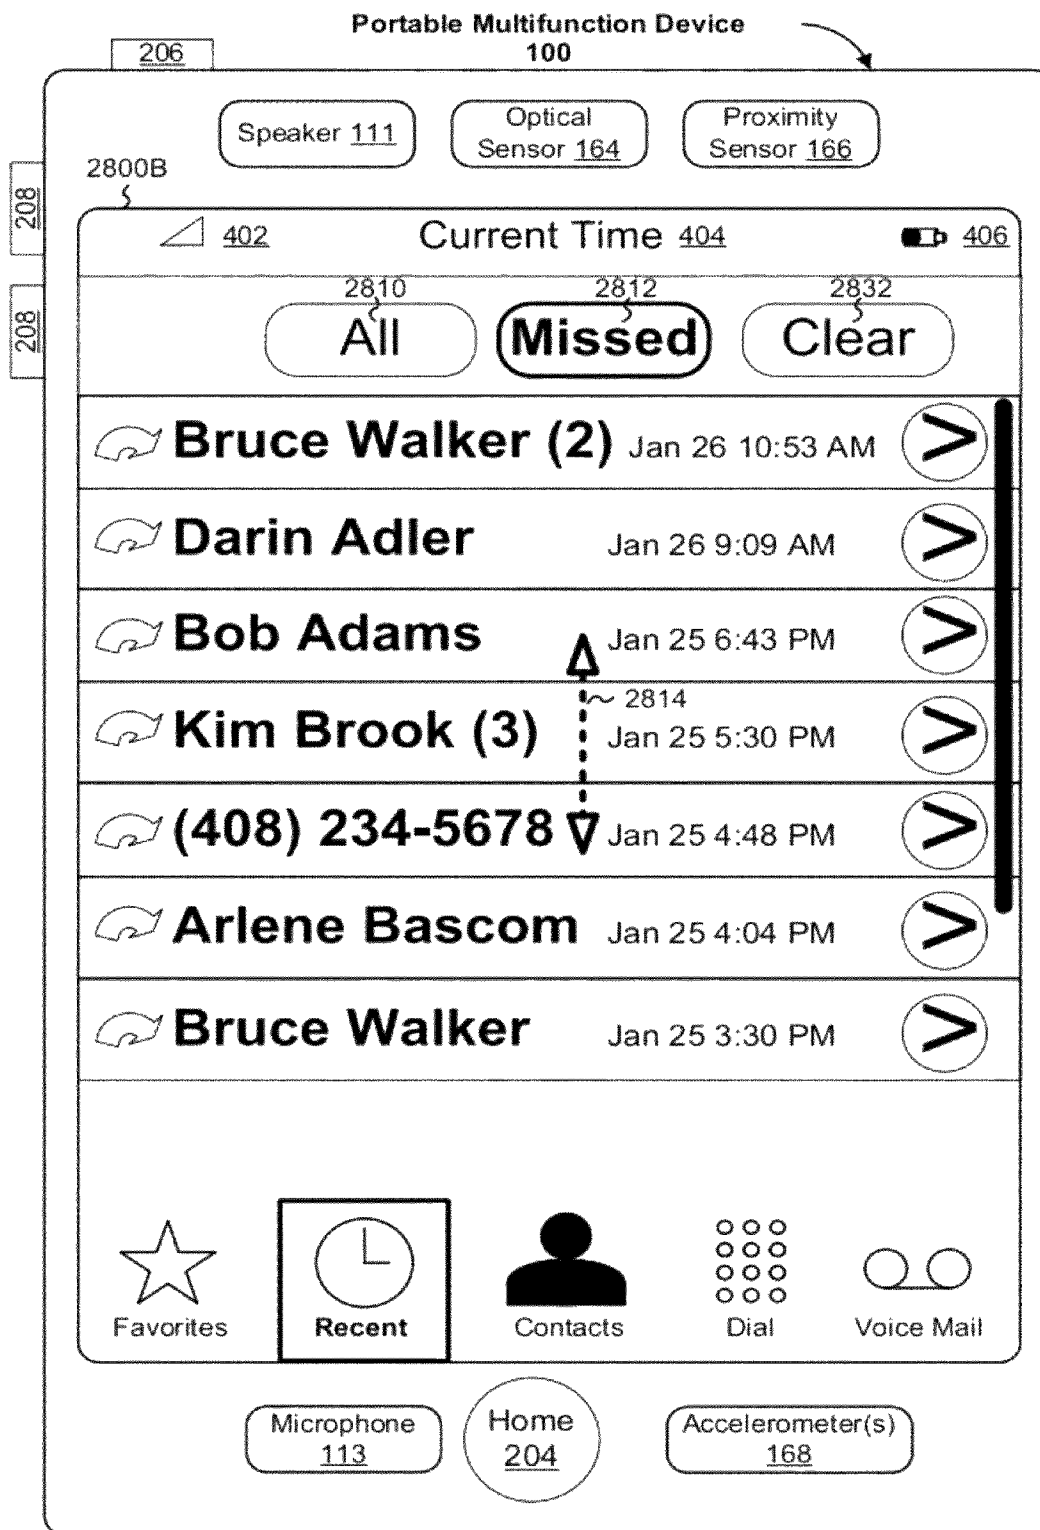 Portable Multifunction Device
100
206
Speaker 111
Optical
Sensor 164
Proximity
Sensor 166
2800B
208
208
402
Current Time 404
406
2810
2812
2832
All
Missed
Clear
Bruce Walker (2) Jan 26 10:53 AM >
Darin Adler Jan 26 9:09 AM >
Bob Adams Jan 25 6:43 PM >
2814
Kim Brook (3) Jan 25 5:30 PM >
(408) 234-5678 Jan 25 4:48 PM >
Arlene Bascom Jan 25 4:04 PM >
Bruce Walker Jan 25 3:30 PM >
Favorites
Recent
Contacts
Dial
Voice Mail
Microphone
113
Home
204
Accelerometer(s)
168